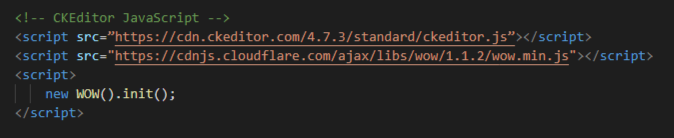 <!-- CKEditor JavaScript -->
<script src=”https://cdn.ckeditor.com/4.7.3/standard/ckeditor.js”></script>
<script src="https://cdnjs.cloudflare.com/ajax/libs/wow/1.1.2/wow.min.js"></script>
<script>
    new WOW().init();
</script>